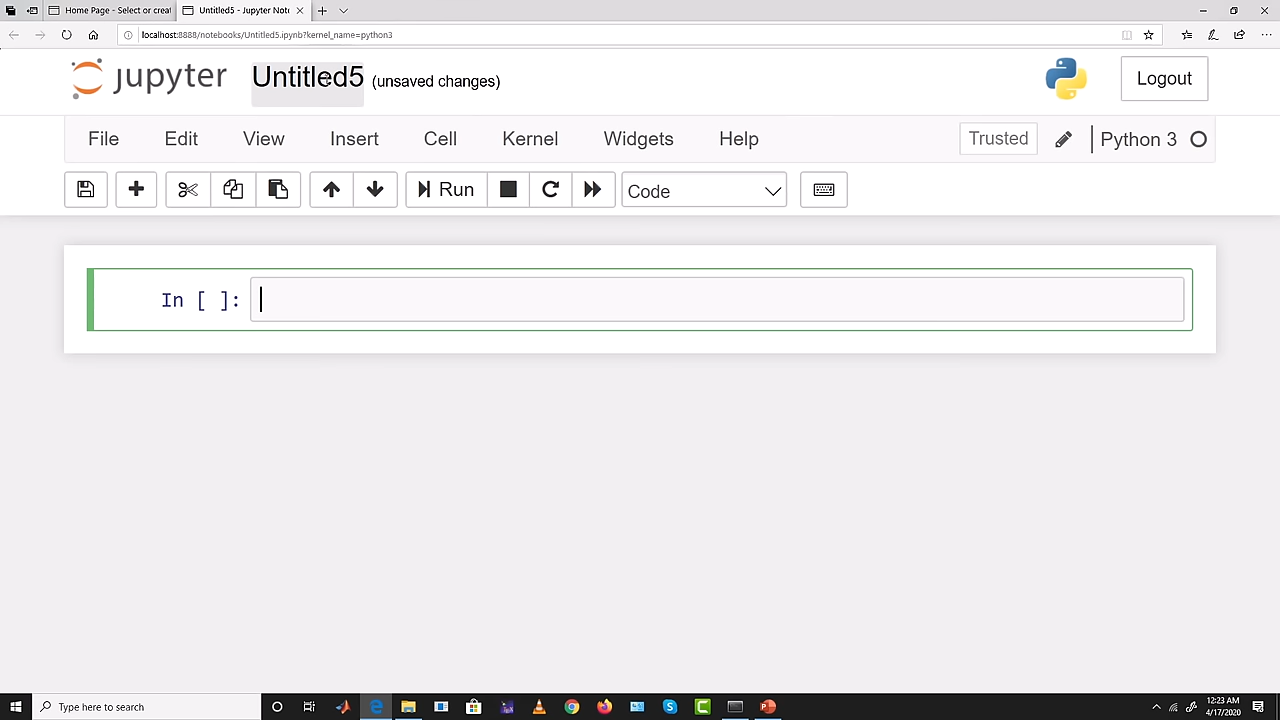 Home Page - Select or creat
Untitled5 - Jupyter Not
localhost:8888/notebooks/Untitled5.ipynb?kernel_name=python3
jupyter Untitled5 (unsaved changes)
Logout
File Edit View Insert Cell Kernel Widgets Help Trusted Python 3
Run Code
In [ ]:
Type here to search
12:23 AM
4/17/2020